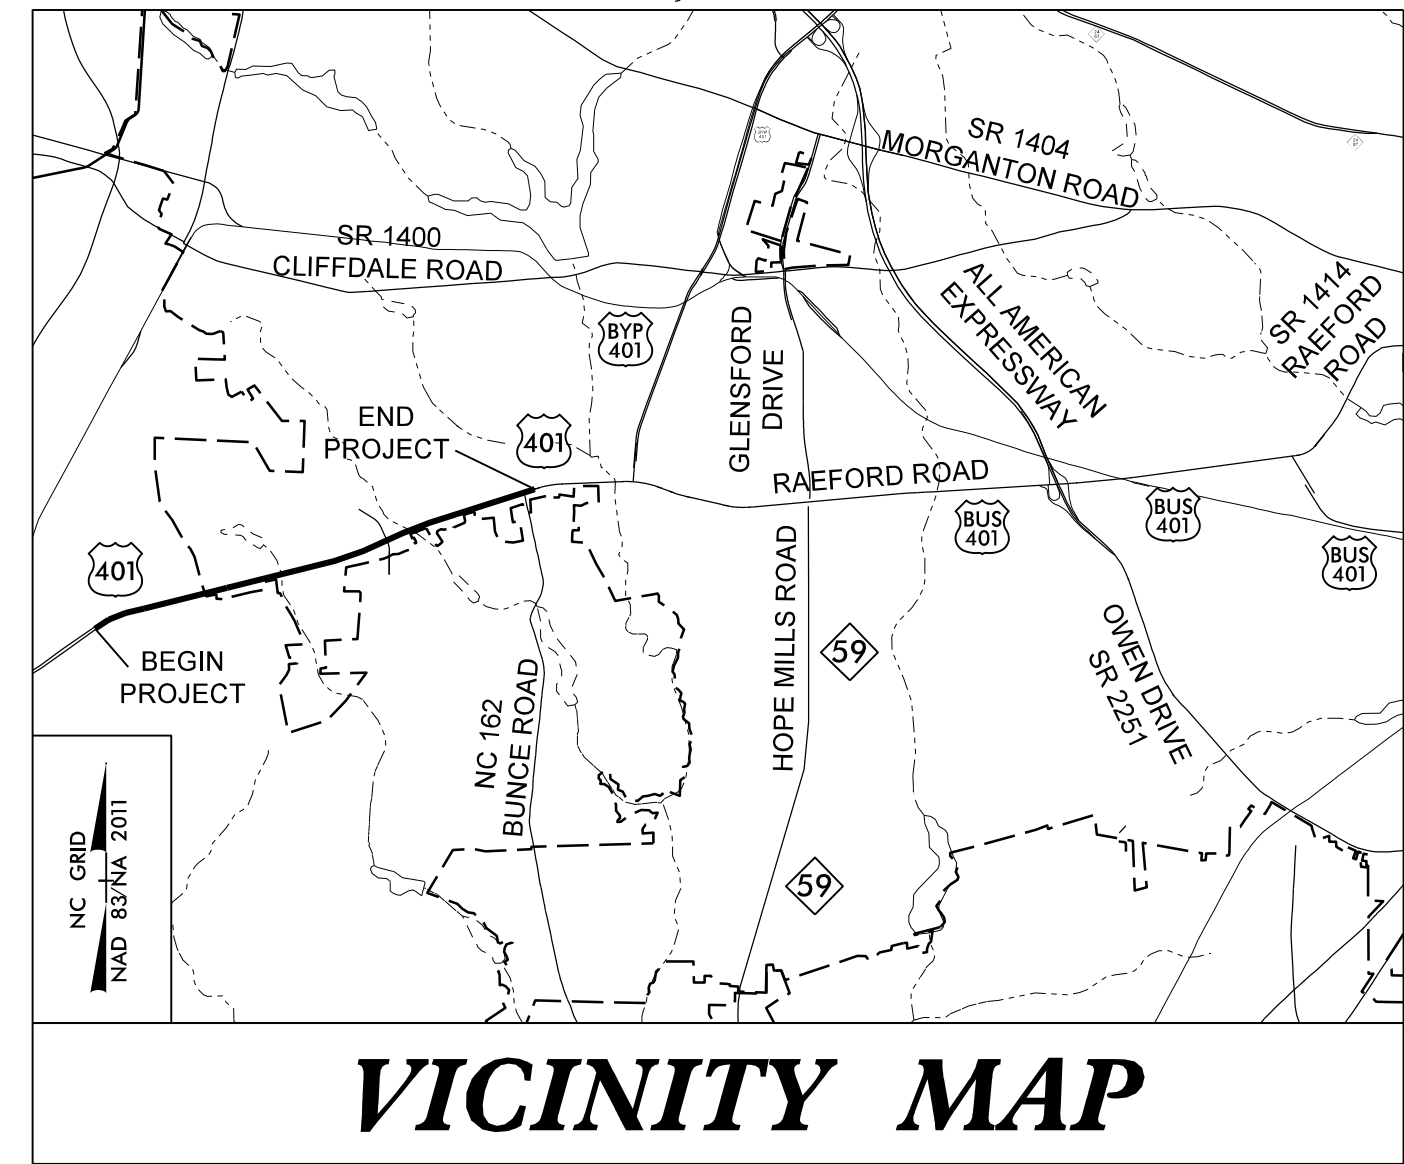 SR 1404
MORGANTON ROAD
BYP
401
SR 1400
CLIFFDALE ROAD
ALL AMERICAN
EXPRESSWAY
SR 1414
RAEFORD
ROAD
BYP
401
GLENSFORD
DRIVE
END
PROJECT
401
RAEFORD ROAD
BUS
401
BUS
401
BUS
401
401
BEGIN
PROJECT
NC 162
BUNCE ROAD
HOPE MILLS ROAD
59
OWEN DRIVE
SR 2251
59
NC GRID
NAD 83/NA 2011
VICINITY MAP